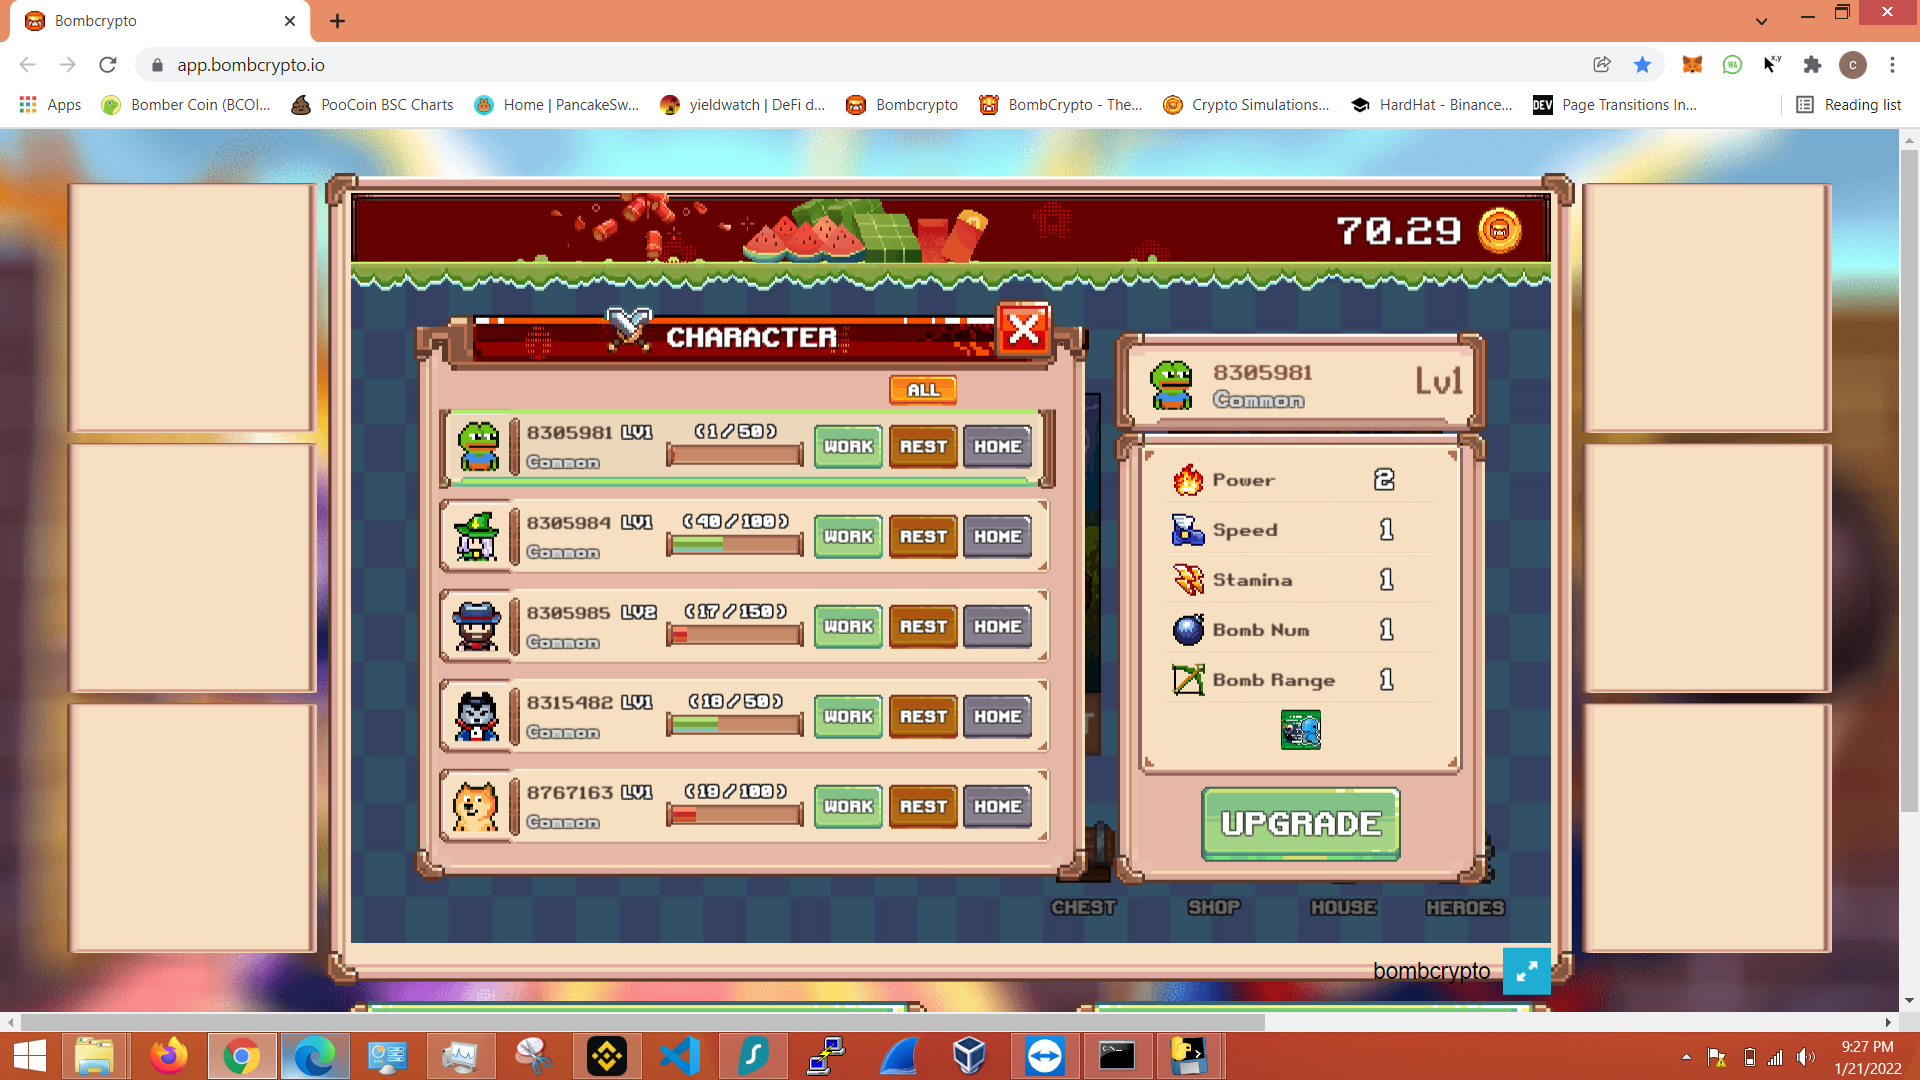 Bombcrypto
app.bombcrypto.io
C
Apps
Bomber Coin (BCOI...
PooCoin BSC Charts
Home | PancakeSw...
yieldwatch | DeFi d...
Bombcrypto
BombCrypto - The...
Crypto Simulations...
HardHat - Binance...
DEV
Page Transitions In...
Reading list
70.29
CHARACTER
ALL
8305981 LV1 (1/50)
Common
WORK REST HOME
8305984 LV1 (40/100)
Common
WORK REST HOME
8305985 LV2 (17/150)
Common
WORK REST HOME
8315482 LV1 (18/50)
Common
WORK REST HOME
8767163 LV1 (18/100)
Common
WORK REST HOME
8305981
Common
Lv1
Power 2
Speed 1
Stamina 1
Bomb Num 1
Bomb Range 1
UPGRADE
CHEST SHOP HOUSE HEROES
bombcrypto
9:27 PM
1/21/2022